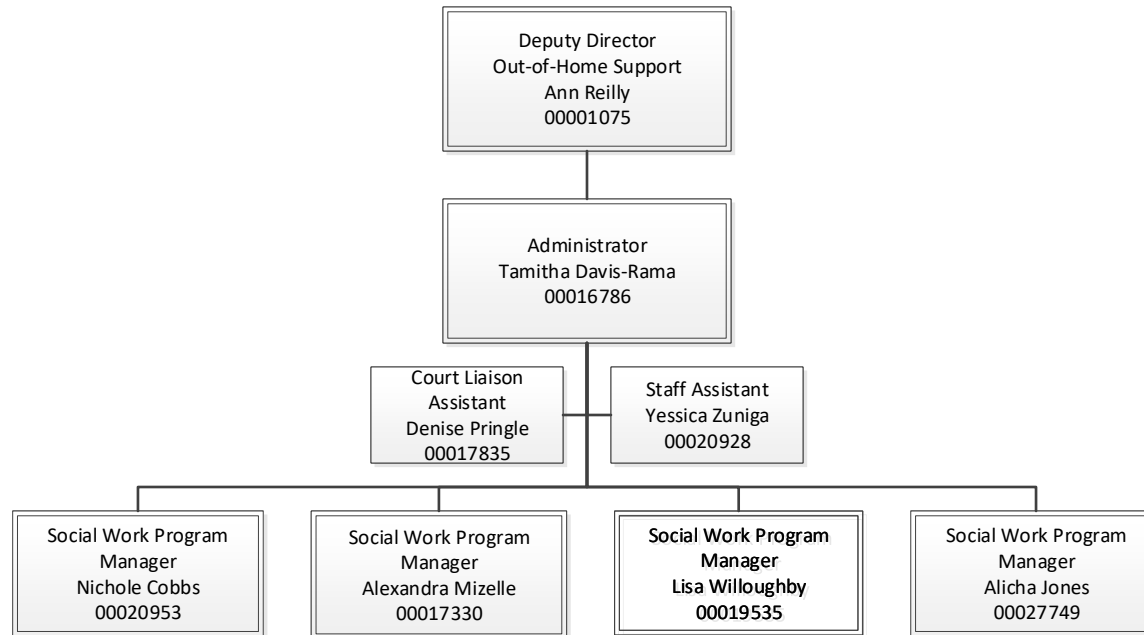 Deputy Director
Out-of-Home Support
Ann Reilly
00001075
Administrator
Tamitha Davis-Rama
00016786
Court Liaison
Assistant
Denise Pringle
00017835
Staff Assistant
Yessica Zuniga
00020928
Social Work Program
Manager
Nichole Cobbs
00020953
Social Work Program
Manager
Alexandra Mizelle
00017330
Social Work Program
Manager
Lisa Willoughby
00019535
Social Work Program
Manager
Alicha Jones
00027749